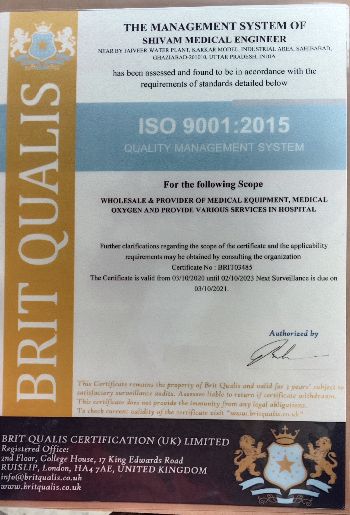 THE MANAGEMENT SYSTEM OF
SHIVAM MEDICAL ENGINEER
NEAR BY JAIVEER WATER PLANT, KARKAR MODEL, INDUSTRIAL AREA, SAHIBABAD,
GHAZIABAD-201010, UTTAR PRADESH, INDIA
has been assessed and found to be in accordance with the
requirements of standards detailed below
ISO 9001:2015
QUALITY MANAGEMENT SYSTEM
For the following Scope
WHOLESALE & PROVIDER OF MEDICAL EQUIPMENT, MEDICAL
OXYGEN AND PROVIDE VARIOUS SERVICES IN HOSPITAL
Further clarifications regarding the scope of the certificate and the applicability
requirements may be obtained by consulting the organization
Certificate No : BRIT03485
The Certificate is valid from 03/10/2020 until 02/10/2023 Next Surveillance is due on
03/10/2021.
Authorized by
BRIT QUALIS
This Certificate remains the property of Brit Qualis and valid for 3 years' subject to
satisfactory surveillance audits. Assessee liable to return if certificate withdrawn.
This certificate does not provide the immunity from any legal obligations.
To check current validity of the certificate visit "www.britqualis.co.uk"
BRIT QUALIS CERTIFICATION (UK) LIMITED
Registered Office:
2nd Floor, College House, 17 King Edwards Road
RUISLIP, London, HA4 7AE, UNITED KINGDOM
info@britqualis.co.uk
www.britqualis.co.uk